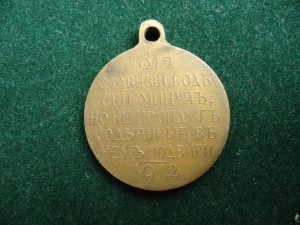 1812
СЛАВНЫЙ ГОДЪ
СЕЙ МИНУЛЪ,
НО НЕ ПРОЙДУТЪ
СОДѢЯННЫЕ ВЪ
НЕМЪ ПОДВИГИ
1912